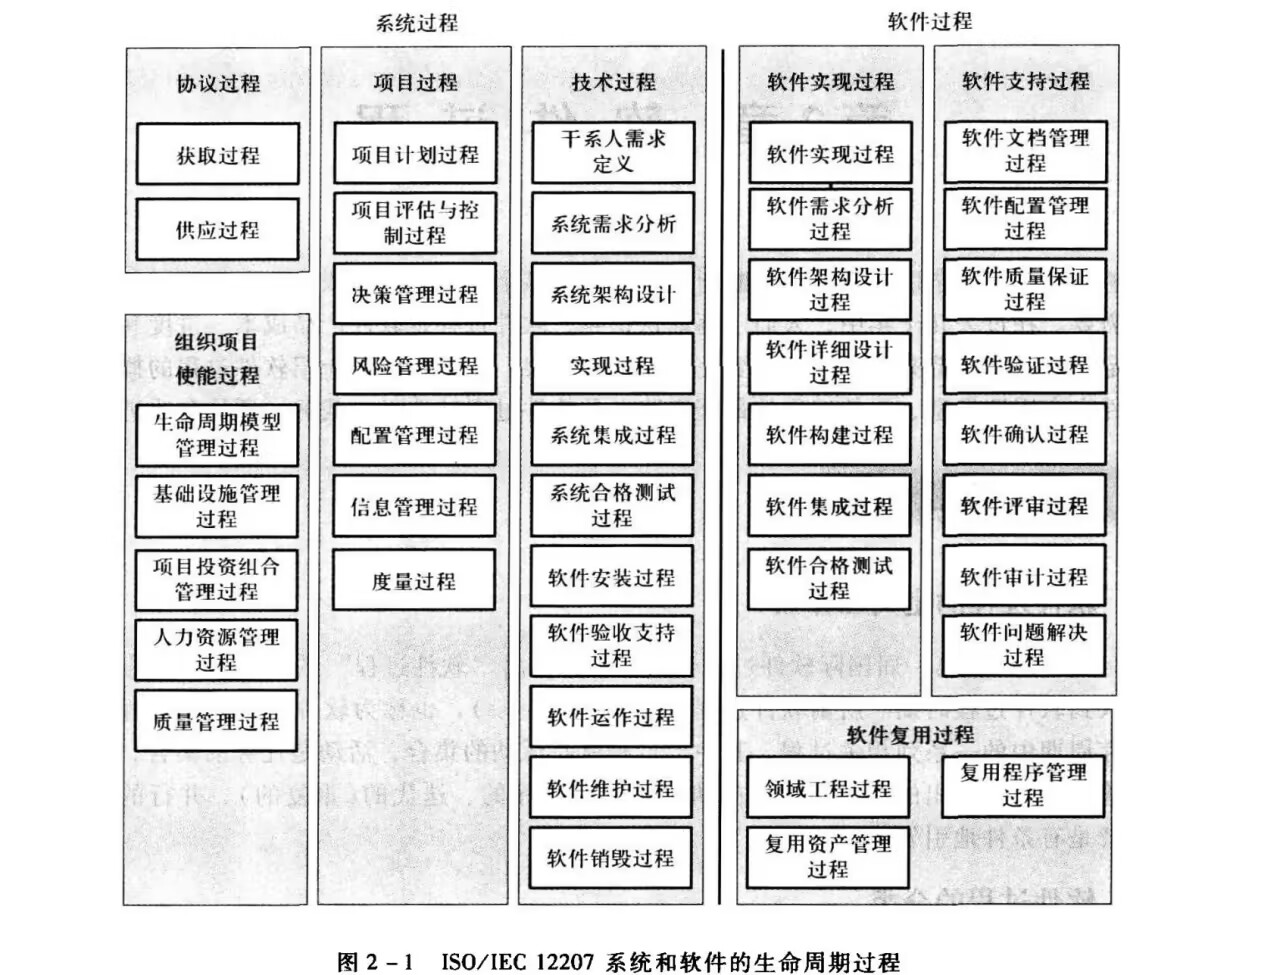 系统过程
软件过程
协议过程
获取过程
供应过程
组织项目
使能过程
生命周期模型
管理过程
基础设施管理
过程
项目投资组合
管理过程
人力资源管理
过程
质量管理过程
项目过程
项目计划过程
项目评估与控
制过程
决策管理过程
风险管理过程
配置管理过程
信息管理过程
度量过程
技术过程
干系人需求
定义
系统需求分析
系统架构设计
实现过程
系统集成过程
系统合格测试
过程
软件安装过程
软件验收支持
过程
软件运作过程
软件维护过程
软件销毁过程
软件实现过程
软件实现过程
软件需求分析
过程
软件架构设计
过程
软件详细设计
过程
软件构建过程
软件集成过程
软件合格测试
过程
软件支持过程
软件文档管理
过程
软件配置管理
过程
软件质量保证
过程
软件验证过程
软件确认过程
软件评审过程
软件审计过程
软件问题解决
过程
软件复用过程
领域工程过程
复用资产管理
过程
复用程序管理
过程
图 2-1 ISO/IEC 12207 系统和软件的生命周期过程